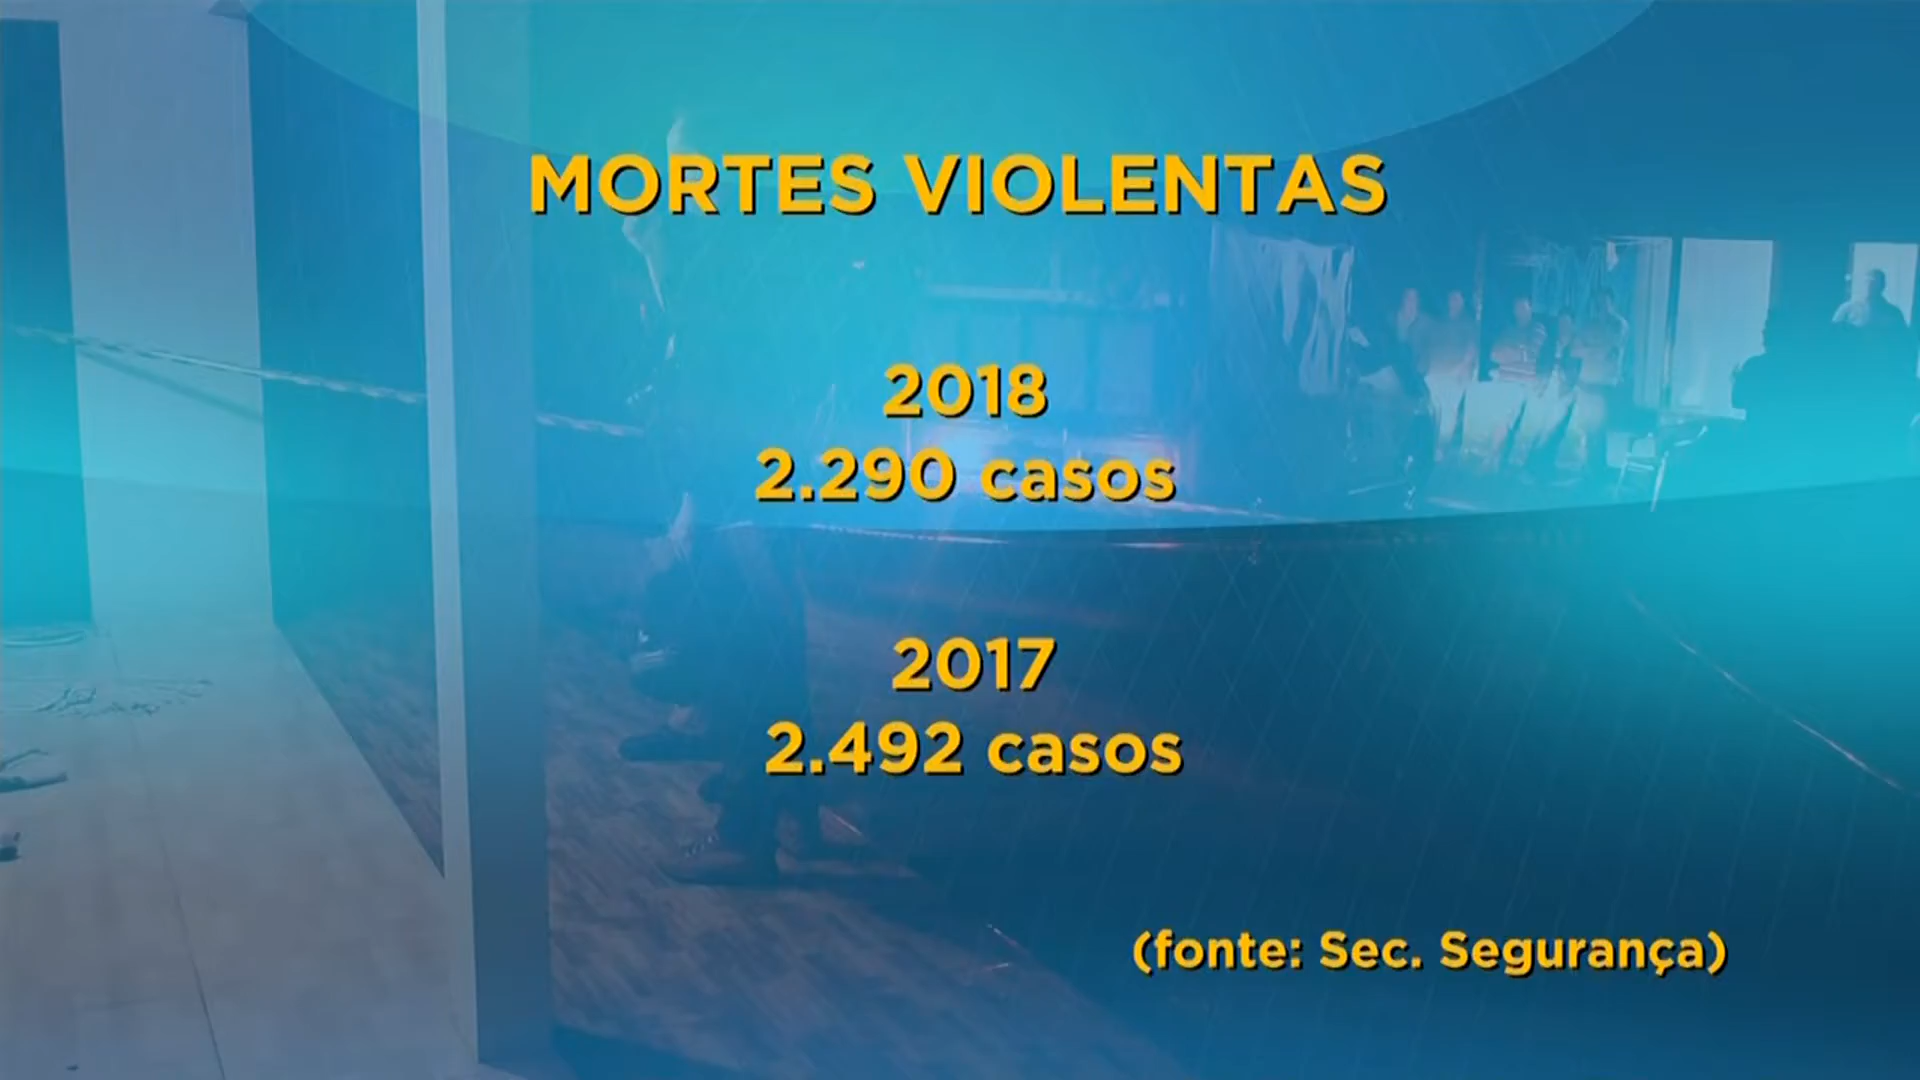 MORTES VIOLENTAS
2018
2.290 casos
2017
2.492 casos
(fonte: Sec. Segurança)